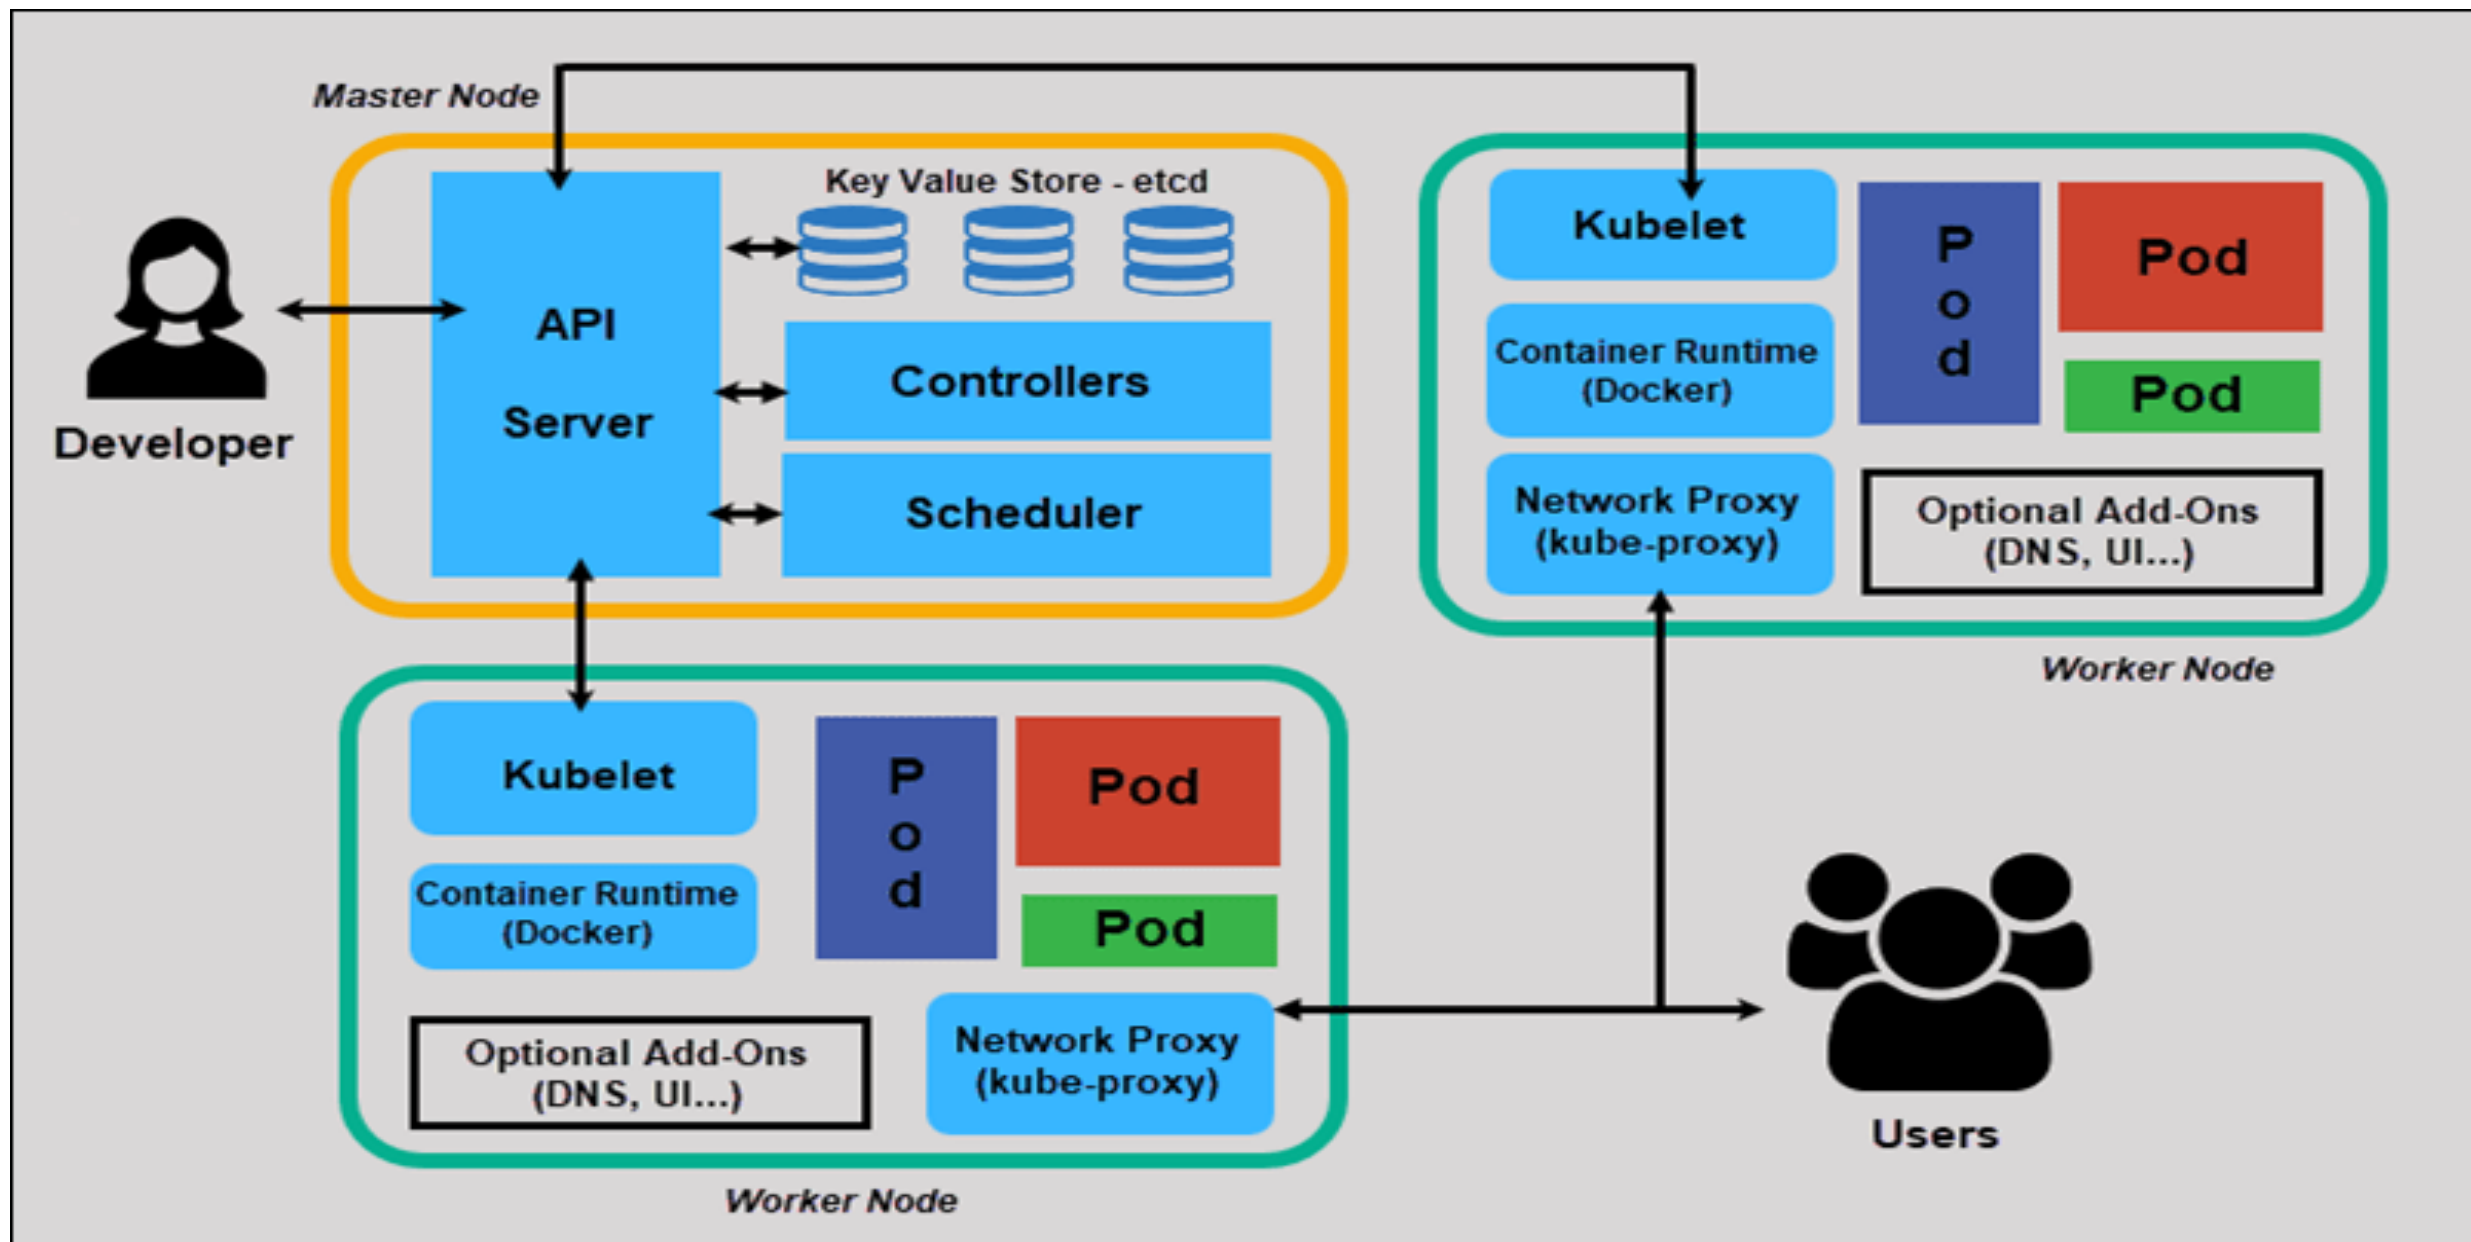 Master Node
Key Value Store - etcd
API
Server
Controllers
Scheduler
Developer
Kubelet
Container Runtime
(Docker)
Network Proxy
(kube-proxy)
P
o
d
Pod
Pod
Optional Add-Ons
(DNS, UI...)
Worker Node
Kubelet
Container Runtime
(Docker)
P
o
d
Pod
Pod
Optional Add-Ons
(DNS, UI...)
Network Proxy
(kube-proxy)
Worker Node
Users